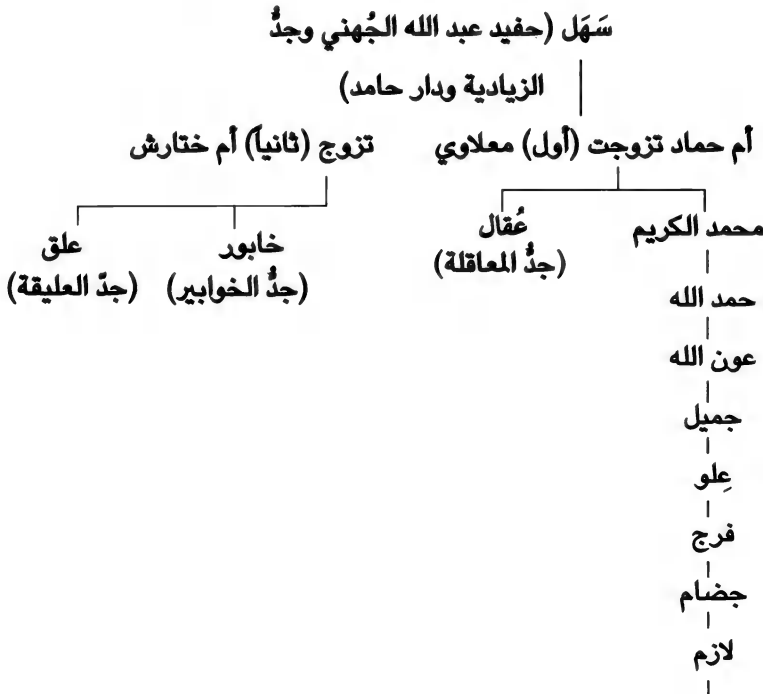 سَهَل (حفيد عبد الله الجُهني وجدُّ
الزيادية ودار حامد)
أم حماد تزوجت (أول) معلاوي
تزوج (ثانياً) أم ختارش
محمد الكريم
عُقال
خابور
علق
(جدُّ المعاقلة)
(جدُّ الخوابير)
(جدّ العليقة)
حمد الله
عون الله
جميل
عِلو
فرج
جضام
لازم